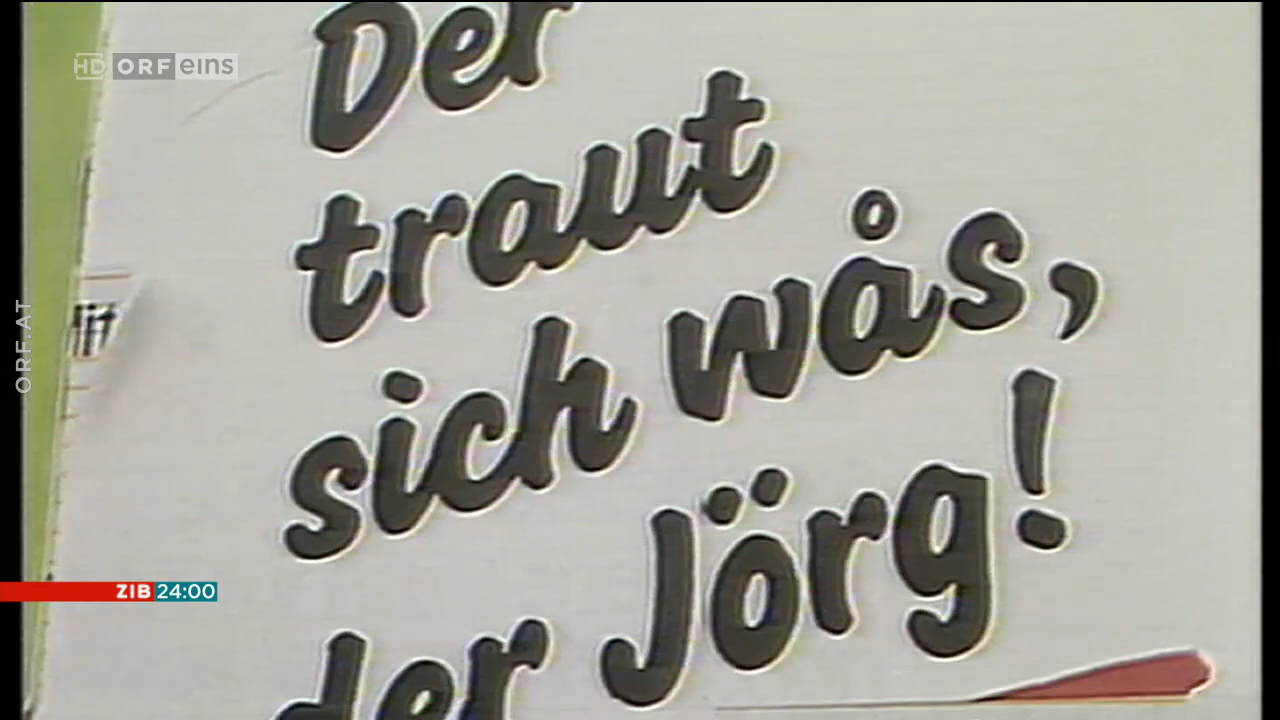 HD ORF eins
Der
traut
sich wås,
der Jörg!
ORF.AT
ZIB 24:00